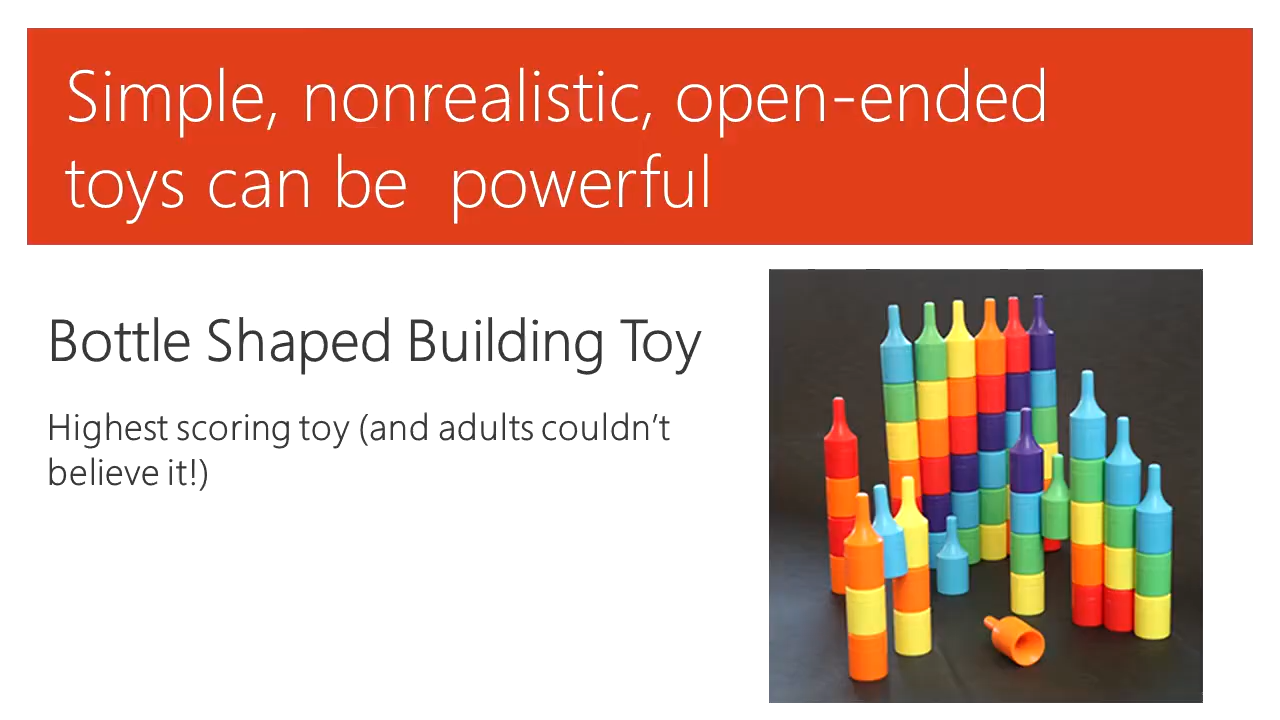 Simple, nonrealistic, open-ended
toys can be  powerful
Bottle Shaped Building Toy
Highest scoring toy (and adults couldn’t
believe it!)